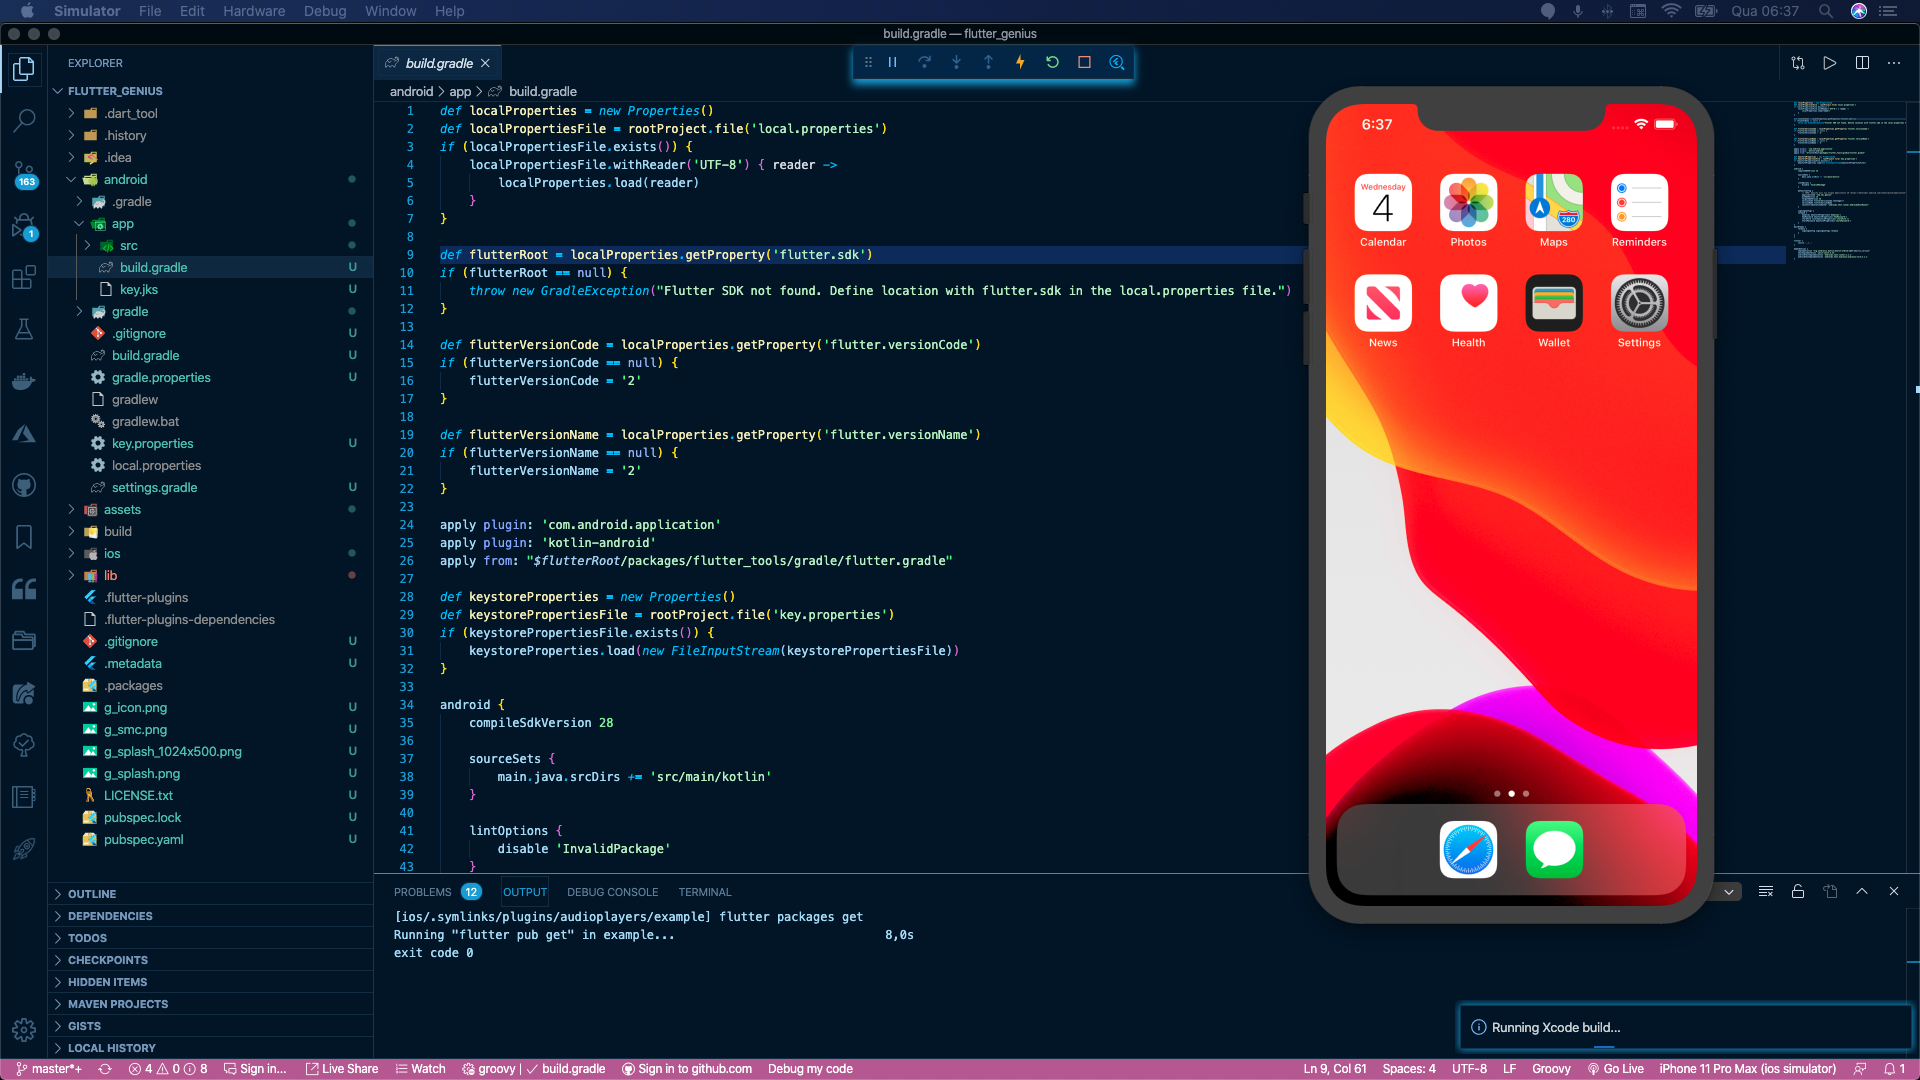 Simulator File Edit Hardware Debug Window Help
Qua 06:37
build.gradle — flutter_genius
EXPLORER
FLUTTER_GENIUS
.dart_tool
.history
.idea
android
.gradle
app
src
build.gradle U
key.jks U
gradle
.gitignore U
build.gradle U
gradle.properties U
gradlew
gradlew.bat
key.properties U
local.properties
settings.gradle U
assets
build
ios
lib
.flutter-plugins
.flutter-plugins-dependencies
.gitignore U
.metadata U
.packages
g_icon.png U
g_smc.png U
g_splash_1024x500.png U
g_splash.png U
LICENSE.txt U
pubspec.lock U
pubspec.yaml U
OUTLINE
DEPENDENCIES
TODOS
CHECKPOINTS
HIDDEN ITEMS
MAVEN PROJECTS
GISTS
LOCAL HISTORY
163
1
build.gradle
android > app > build.gradle
1 def localProperties = new Properties()
2 def localPropertiesFile = rootProject.file('local.properties')
3 if (localPropertiesFile.exists()) {
4 localPropertiesFile.withReader('UTF-8') { reader ->
5 localProperties.load(reader)
6 }
7 }
8
9 def flutterRoot = localProperties.getProperty('flutter.sdk')
10 if (flutterRoot == null) {
11 throw new GradleException("Flutter SDK not found. Define location with flutter.sdk in the local.properties file.")
12 }
13
14 def flutterVersionCode = localProperties.getProperty('flutter.versionCode')
15 if (flutterVersionCode == null) {
16 flutterVersionCode = '2'
17 }
18
19 def flutterVersionName = localProperties.getProperty('flutter.versionName')
20 if (flutterVersionName == null) {
21 flutterVersionName = '2'
22 }
23
24 apply plugin: 'com.android.application'
25 apply plugin: 'kotlin-android'
26 apply from: "$flutterRoot/packages/flutter_tools/gradle/flutter.gradle"
27
28 def keystoreProperties = new Properties()
29 def keystorePropertiesFile = rootProject.file('key.properties')
30 if (keystorePropertiesFile.exists()) {
31 keystoreProperties.load(new FileInputStream(keystorePropertiesFile))
32 }
33
34 android {
35 compileSdkVersion 28
36
37 sourceSets {
38 main.java.srcDirs += 'src/main/kotlin'
39 }
40
41 lintOptions {
42 disable 'InvalidPackage'
43 }
6:37
Wednesday
4
280
Calendar Photos Maps Reminders
News Health Wallet Settings
PROBLEMS 12 OUTPUT DEBUG CONSOLE TERMINAL
[ios/.symlinks/plugins/audioplayers/example] flutter packages get
Running "flutter pub get" in example... 8,0s
exit code 0
Running Xcode build...
master*+ 4 0 8 Sign in... Live Share Watch groovy | build.gradle Sign in to github.com Debug my code
Ln 9, Col 61 Spaces: 4 UTF-8 LF Groovy Go Live iPhone 11 Pro Max (ios simulator) 1